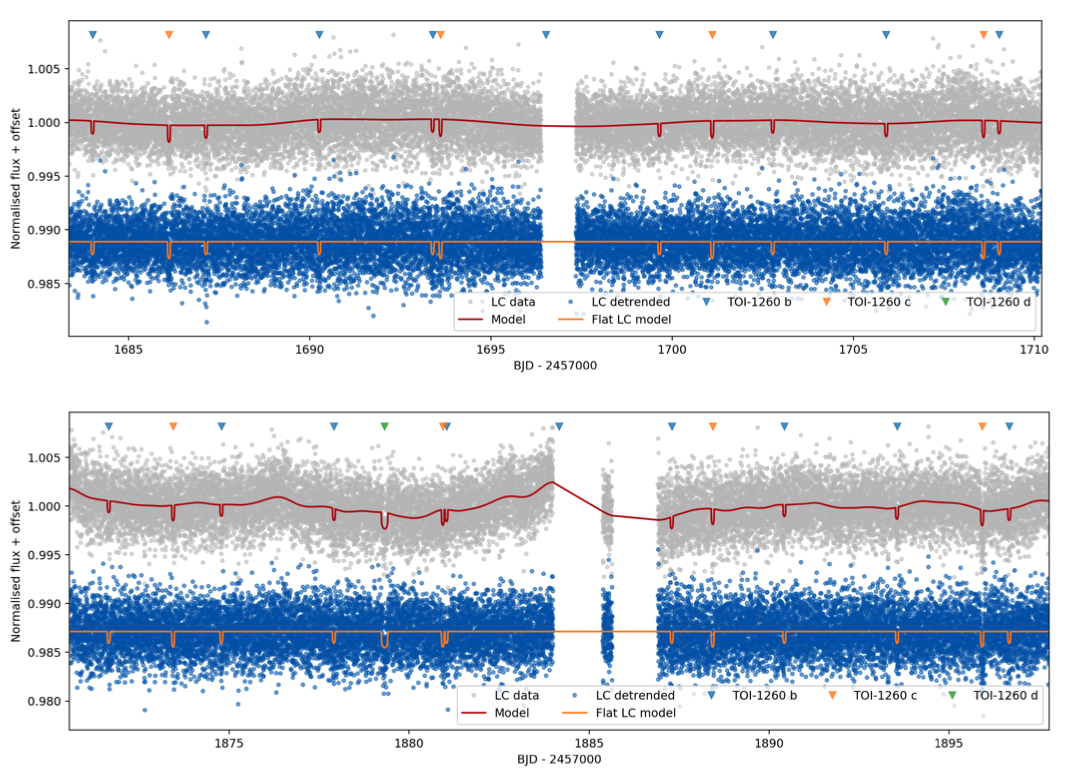 1.005
1.000
0.995
0.990
0.985
Normalised flux + offset
LC data LC detrended TOI-1260 b TOI-1260 c TOI-1260 d
Model Flat LC model
1685 1690 1695 1700 1705 1710
BJD - 2457000
1.005
1.000
0.995
0.990
0.985
0.980
Normalised flux + offset
LC data LC detrended TOI-1260 b TOI-1260 c TOI-1260 d
Model Flat LC model
1875 1880 1885 1890 1895
BJD - 2457000